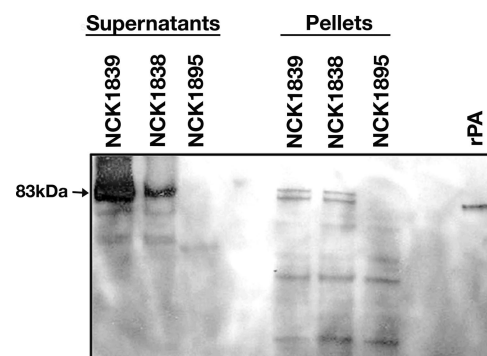 Supernatants
Pellets
NCK1839
NCK1838
NCK1895
NCK1839
NCK1838
NCK1895
rPA
83kDa